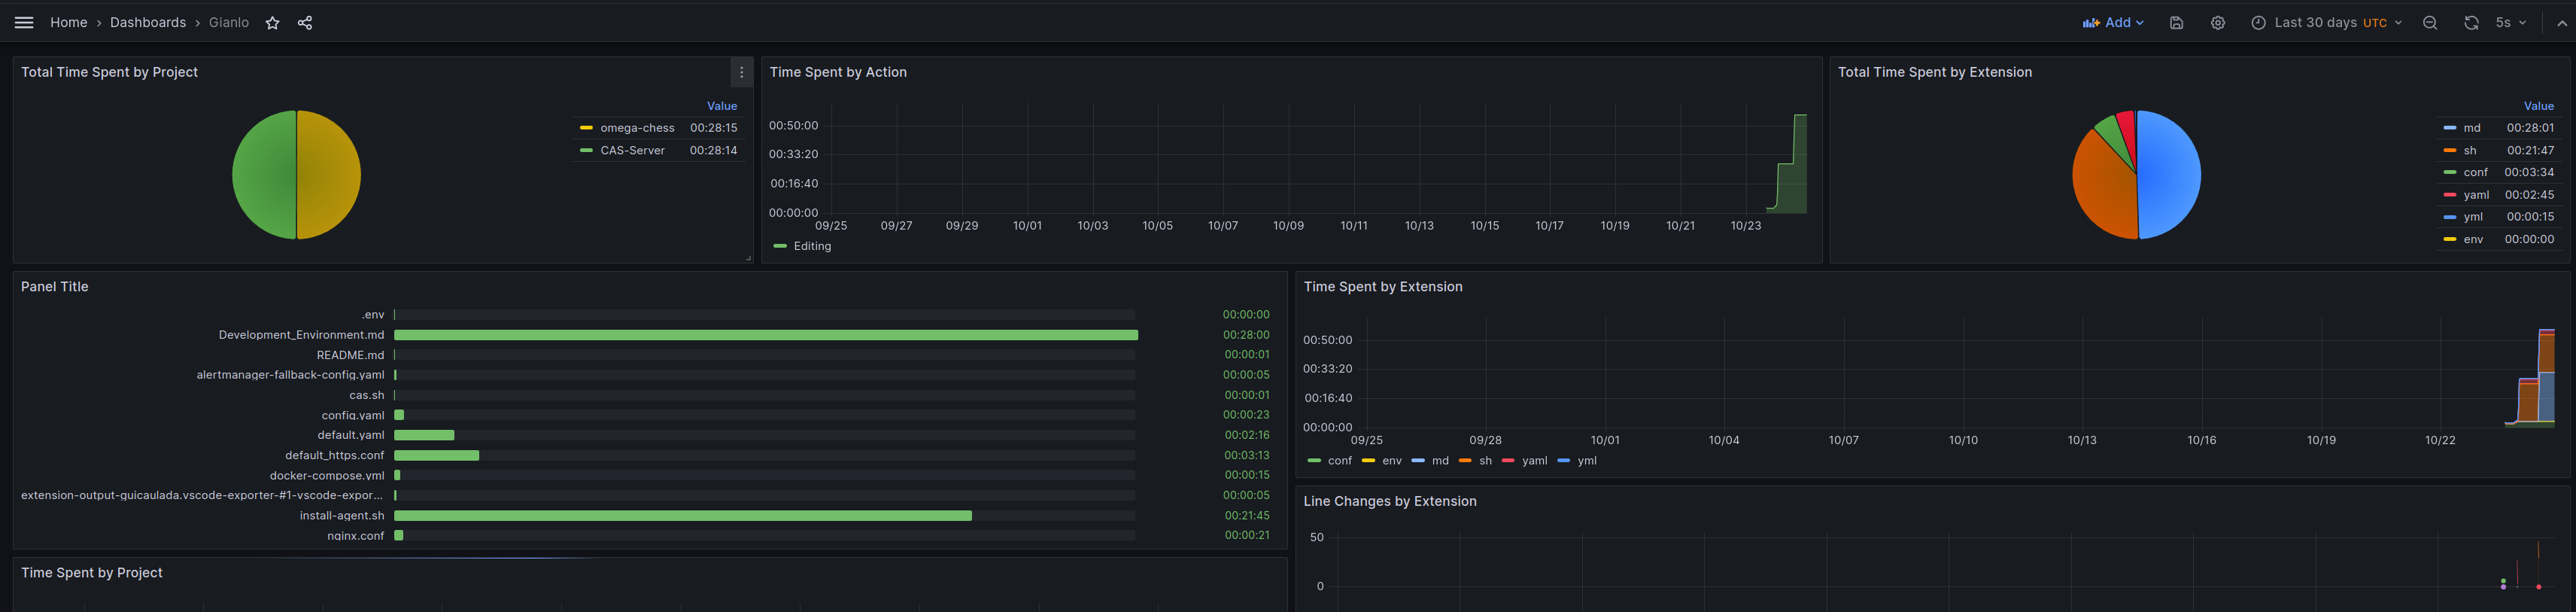 Home › Dashboards › Gianlo
Add
Last 30 days UTC
5s
Total Time Spent by Project
Value
omega-chess 00:28:15
CAS-Server 00:28:14
Time Spent by Action
00:50:00
00:33:20
00:16:40
00:00:00
09/25 09/27 09/29 10/01 10/03 10/05 10/07 10/09 10/11 10/13 10/15 10/17 10/19 10/21 10/23
Editing
Total Time Spent by Extension
Value
md 00:28:01
sh 00:21:47
conf 00:03:34
yaml 00:02:45
yml 00:00:15
env 00:00:00
Panel Title
.env 00:00:00
Development_Environment.md 00:28:00
README.md 00:00:01
alertmanager-fallback-config.yaml 00:00:05
cas.sh 00:00:01
config.yaml 00:00:23
default.yaml 00:02:16
default_https.conf 00:03:13
docker-compose.yml 00:00:15
extension-output-guicaulada.vscode-exporter-#1-vscode-expor... 00:00:05
install-agent.sh 00:21:45
nginx.conf 00:00:21
Time Spent by Extension
00:50:00
00:33:20
00:16:40
00:00:00
09/25 09/28 10/01 10/04 10/07 10/10 10/13 10/16 10/19 10/22
conf env md sh yaml yml
Line Changes by Extension
50
0
Time Spent by Project